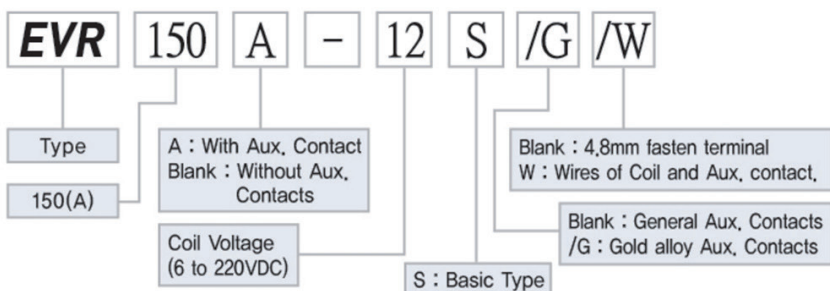 EVR 150 A - 12 S /G /W
Type
150(A)
A : With Aux. Contact
Blank : Without Aux.
Contacts
Coil Voltage
(6 to 220VDC)
S : Basic Type
Blank : 4.8mm fasten terminal
W : Wires of Coil and Aux. contact.
Blank : General Aux. Contacts
/G : Gold alloy Aux. Contacts